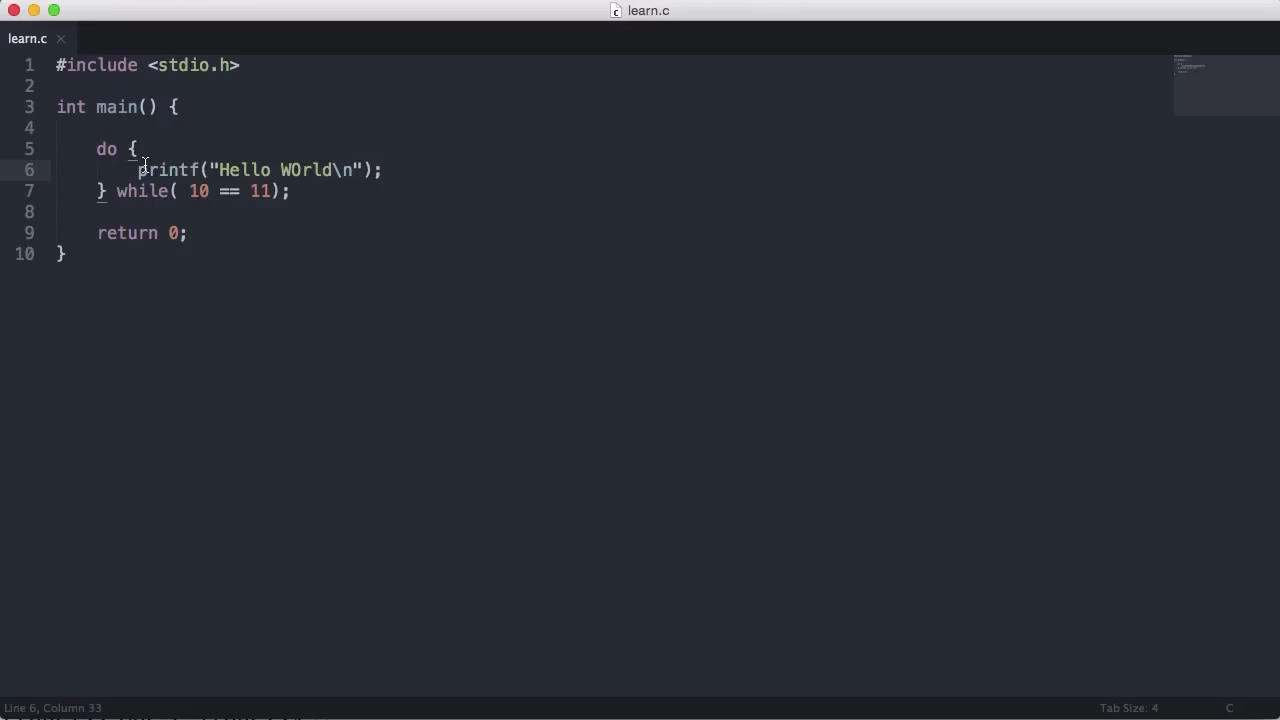 learn.c
learn.c ×
1 #include <stdio.h>
2
3 int main() {
4
5     do {
6         printf("Hello WOrld\n");
7     } while( 10 == 11);
8
9     return 0;
10 }
Line 6, Column 33 Tab Size: 4 C